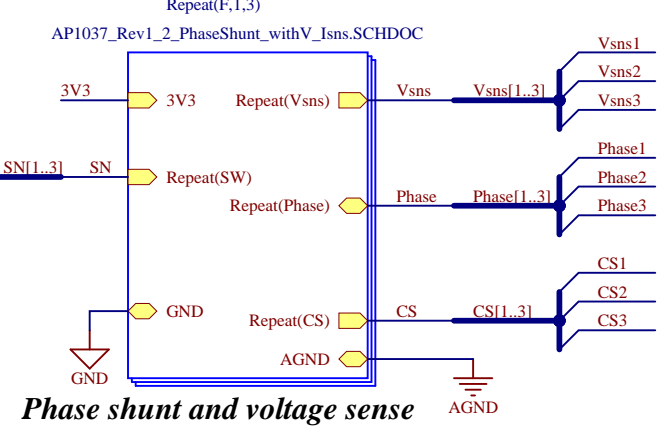 Repeat(F,1,3)
AP1037_Rev1_2_PhaseShunt_withV_Isns.SCHDOC
Vsns1
Vsns2
Vsns3
3V3
3V3
Repeat(Vsns)
Vsns
Vsns[1..3]
SN[1..3]
SN
Repeat(SW)
Phase1
Phase2
Phase3
Repeat(Phase)
Phase
Phase[1..3]
CS1
CS2
CS3
GND
Repeat(CS)
CS
CS[1..3]
AGND
GND
AGND
Phase shunt and voltage sense